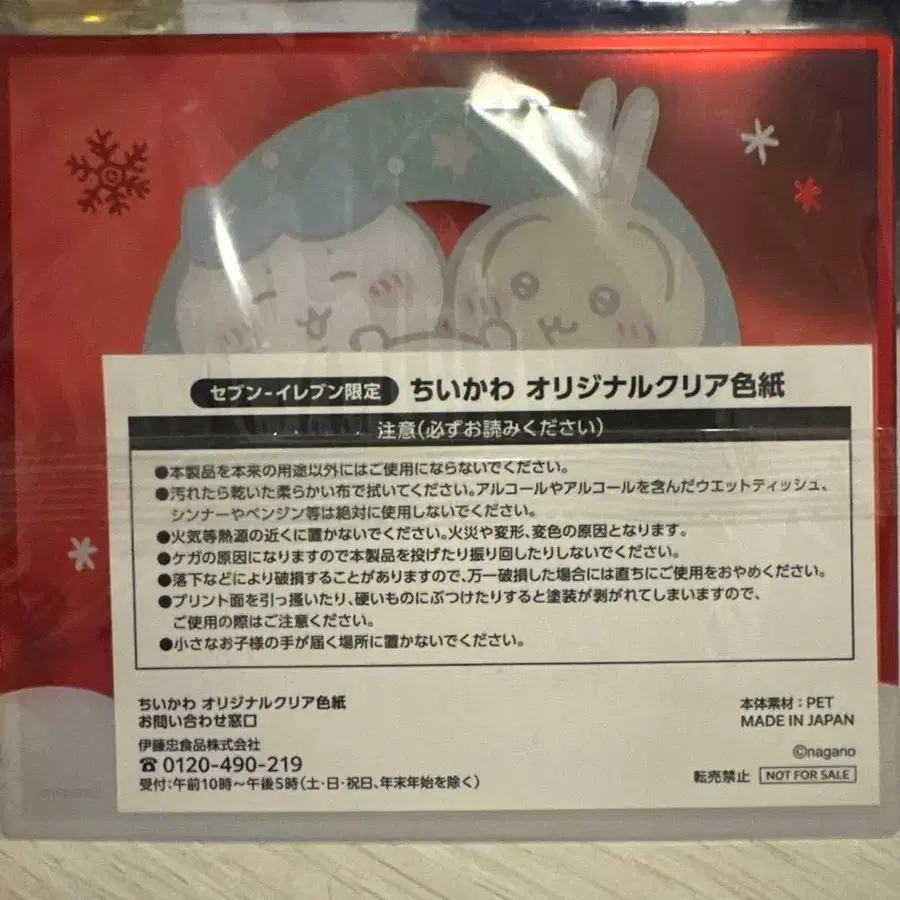 セブン-イレブン限定 ちいかわ オリジナルクリア色紙
注意(必ずお読みください)
●本製品を本来の用途以外にはご使用にならないでください。
●汚れたら乾いた柔らかい布で拭いてください。アルコールやアルコールを含んだウエットティッシュ、
シンナーやベンジン等は絶対に使用しないでください。
●火気等熱源の近くに置かないでください。火災や変形、変色の原因となります。
●ケガの原因になりますので本製品を投げたり振り回したりしないでください。
●落下などにより破損することがありますので、万一破損した場合には直ちにご使用をおやめください。
●プリント面を引っ掻いたり、硬いものにぶつけたりすると塗装が剥がれてしまいますので、
ご使用の際はご注意ください。
●小さなお子様の手が届く場所に置かないでください。
ちいかわ オリジナルクリア色紙
お問い合わせ窓口
伊藤忠食品株式会社
☎0120-490-219
受付:午前10時~午後5時(土・日・祝日、年末年始を除く)
本体素材:PET
MADE IN JAPAN
©nagano
転売禁止 NOT FOR SALE